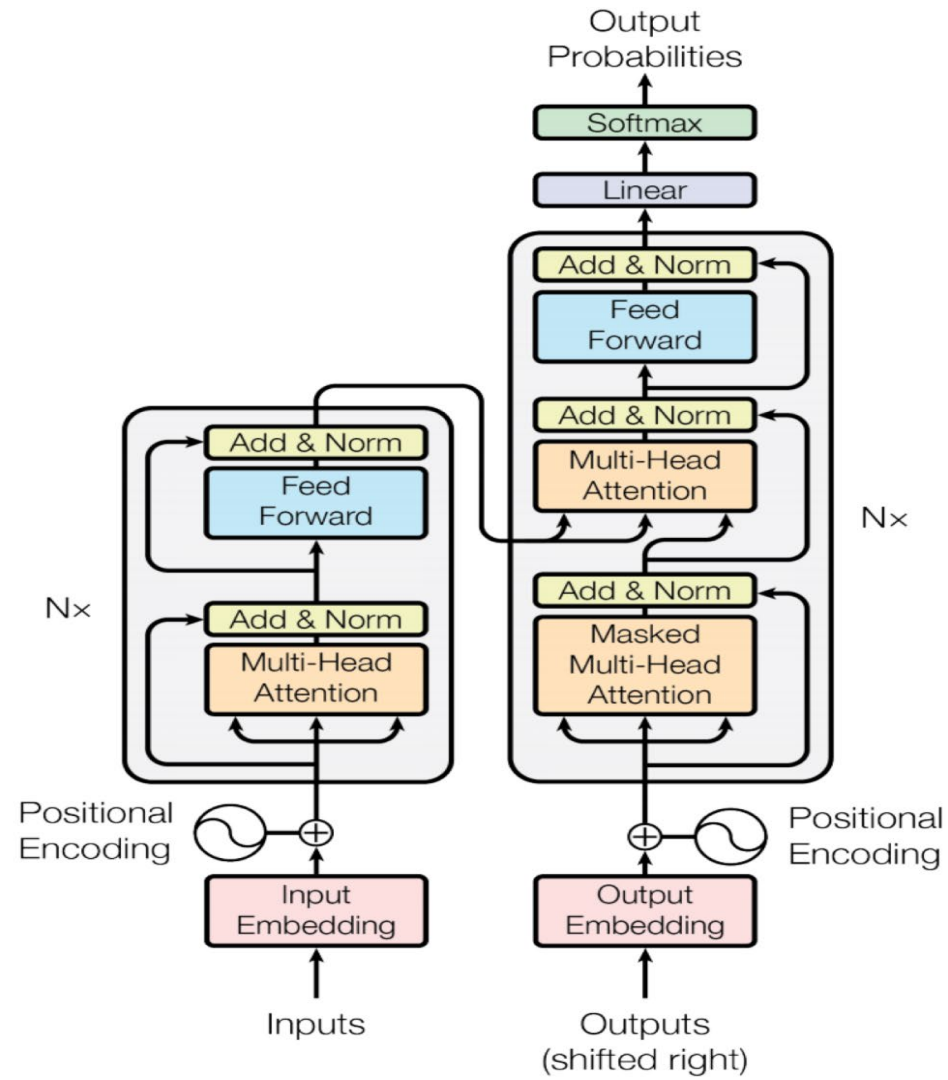 Output
Probabilities
Softmax
Linear
Add & Norm
Feed
Forward
Add & Norm
Multi-Head
Attention
Nx
Add & Norm
Masked
Multi-Head
Attention
Add & Norm
Feed
Forward
Nx
Add & Norm
Multi-Head
Attention
Positional
Encoding
Positional
Encoding
Input
Embedding
Output
Embedding
Inputs
Outputs
(shifted right)